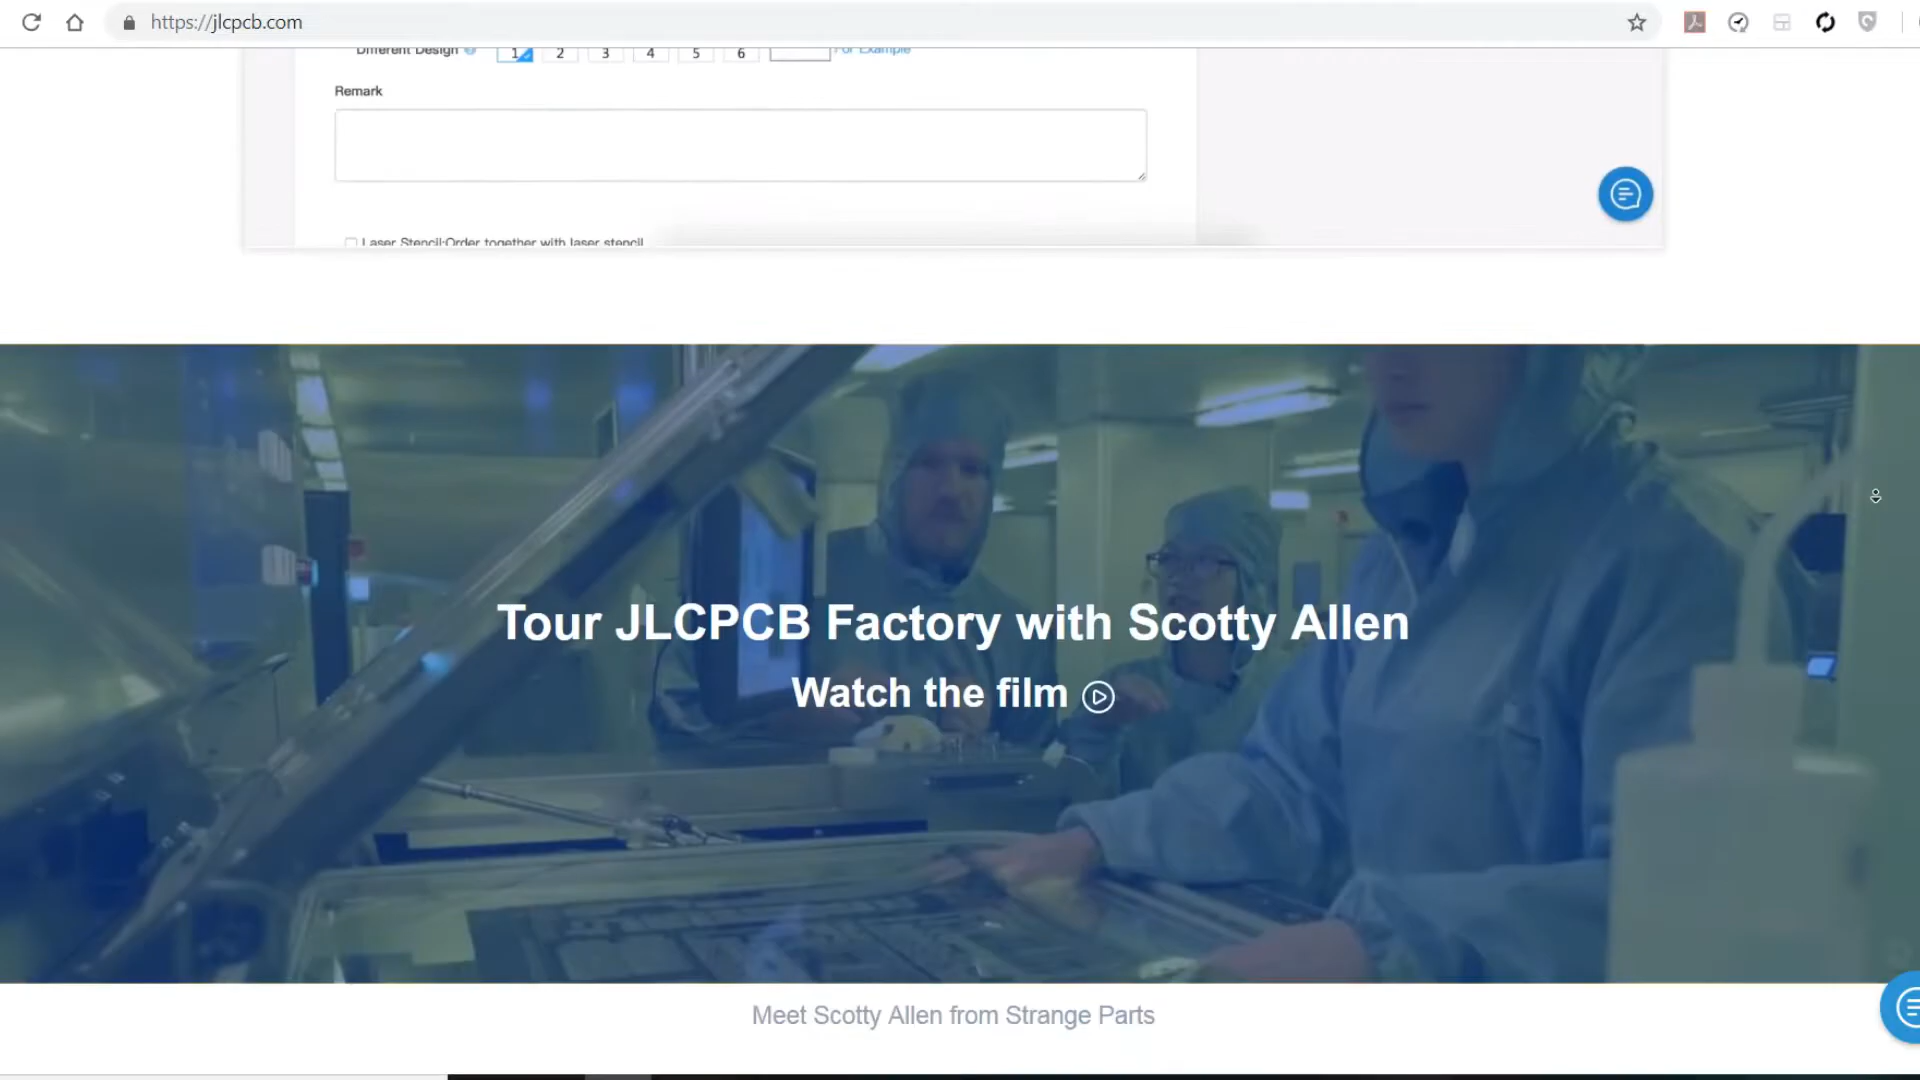 https://jlcpcb.com
Different Design 1 2 3 4 5 6 For Example
Remark
Laser Stencil:Order together with laser stencil
Tour JLCPCB Factory with Scotty Allen
Watch the film
Meet Scotty Allen from Strange Parts